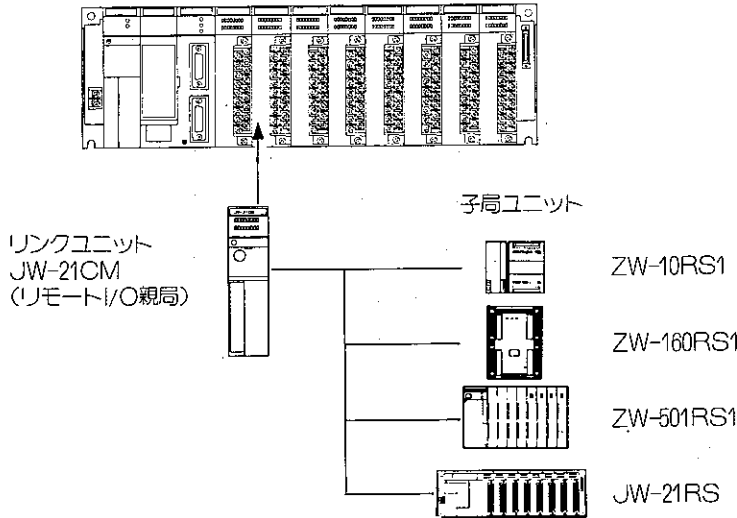 リンクユニット
JW-21CM
(リモートI/O親局)
子局ユニット
ZW-10RS1
ZW-160RS1
ZW-501RS1
JW-21RS